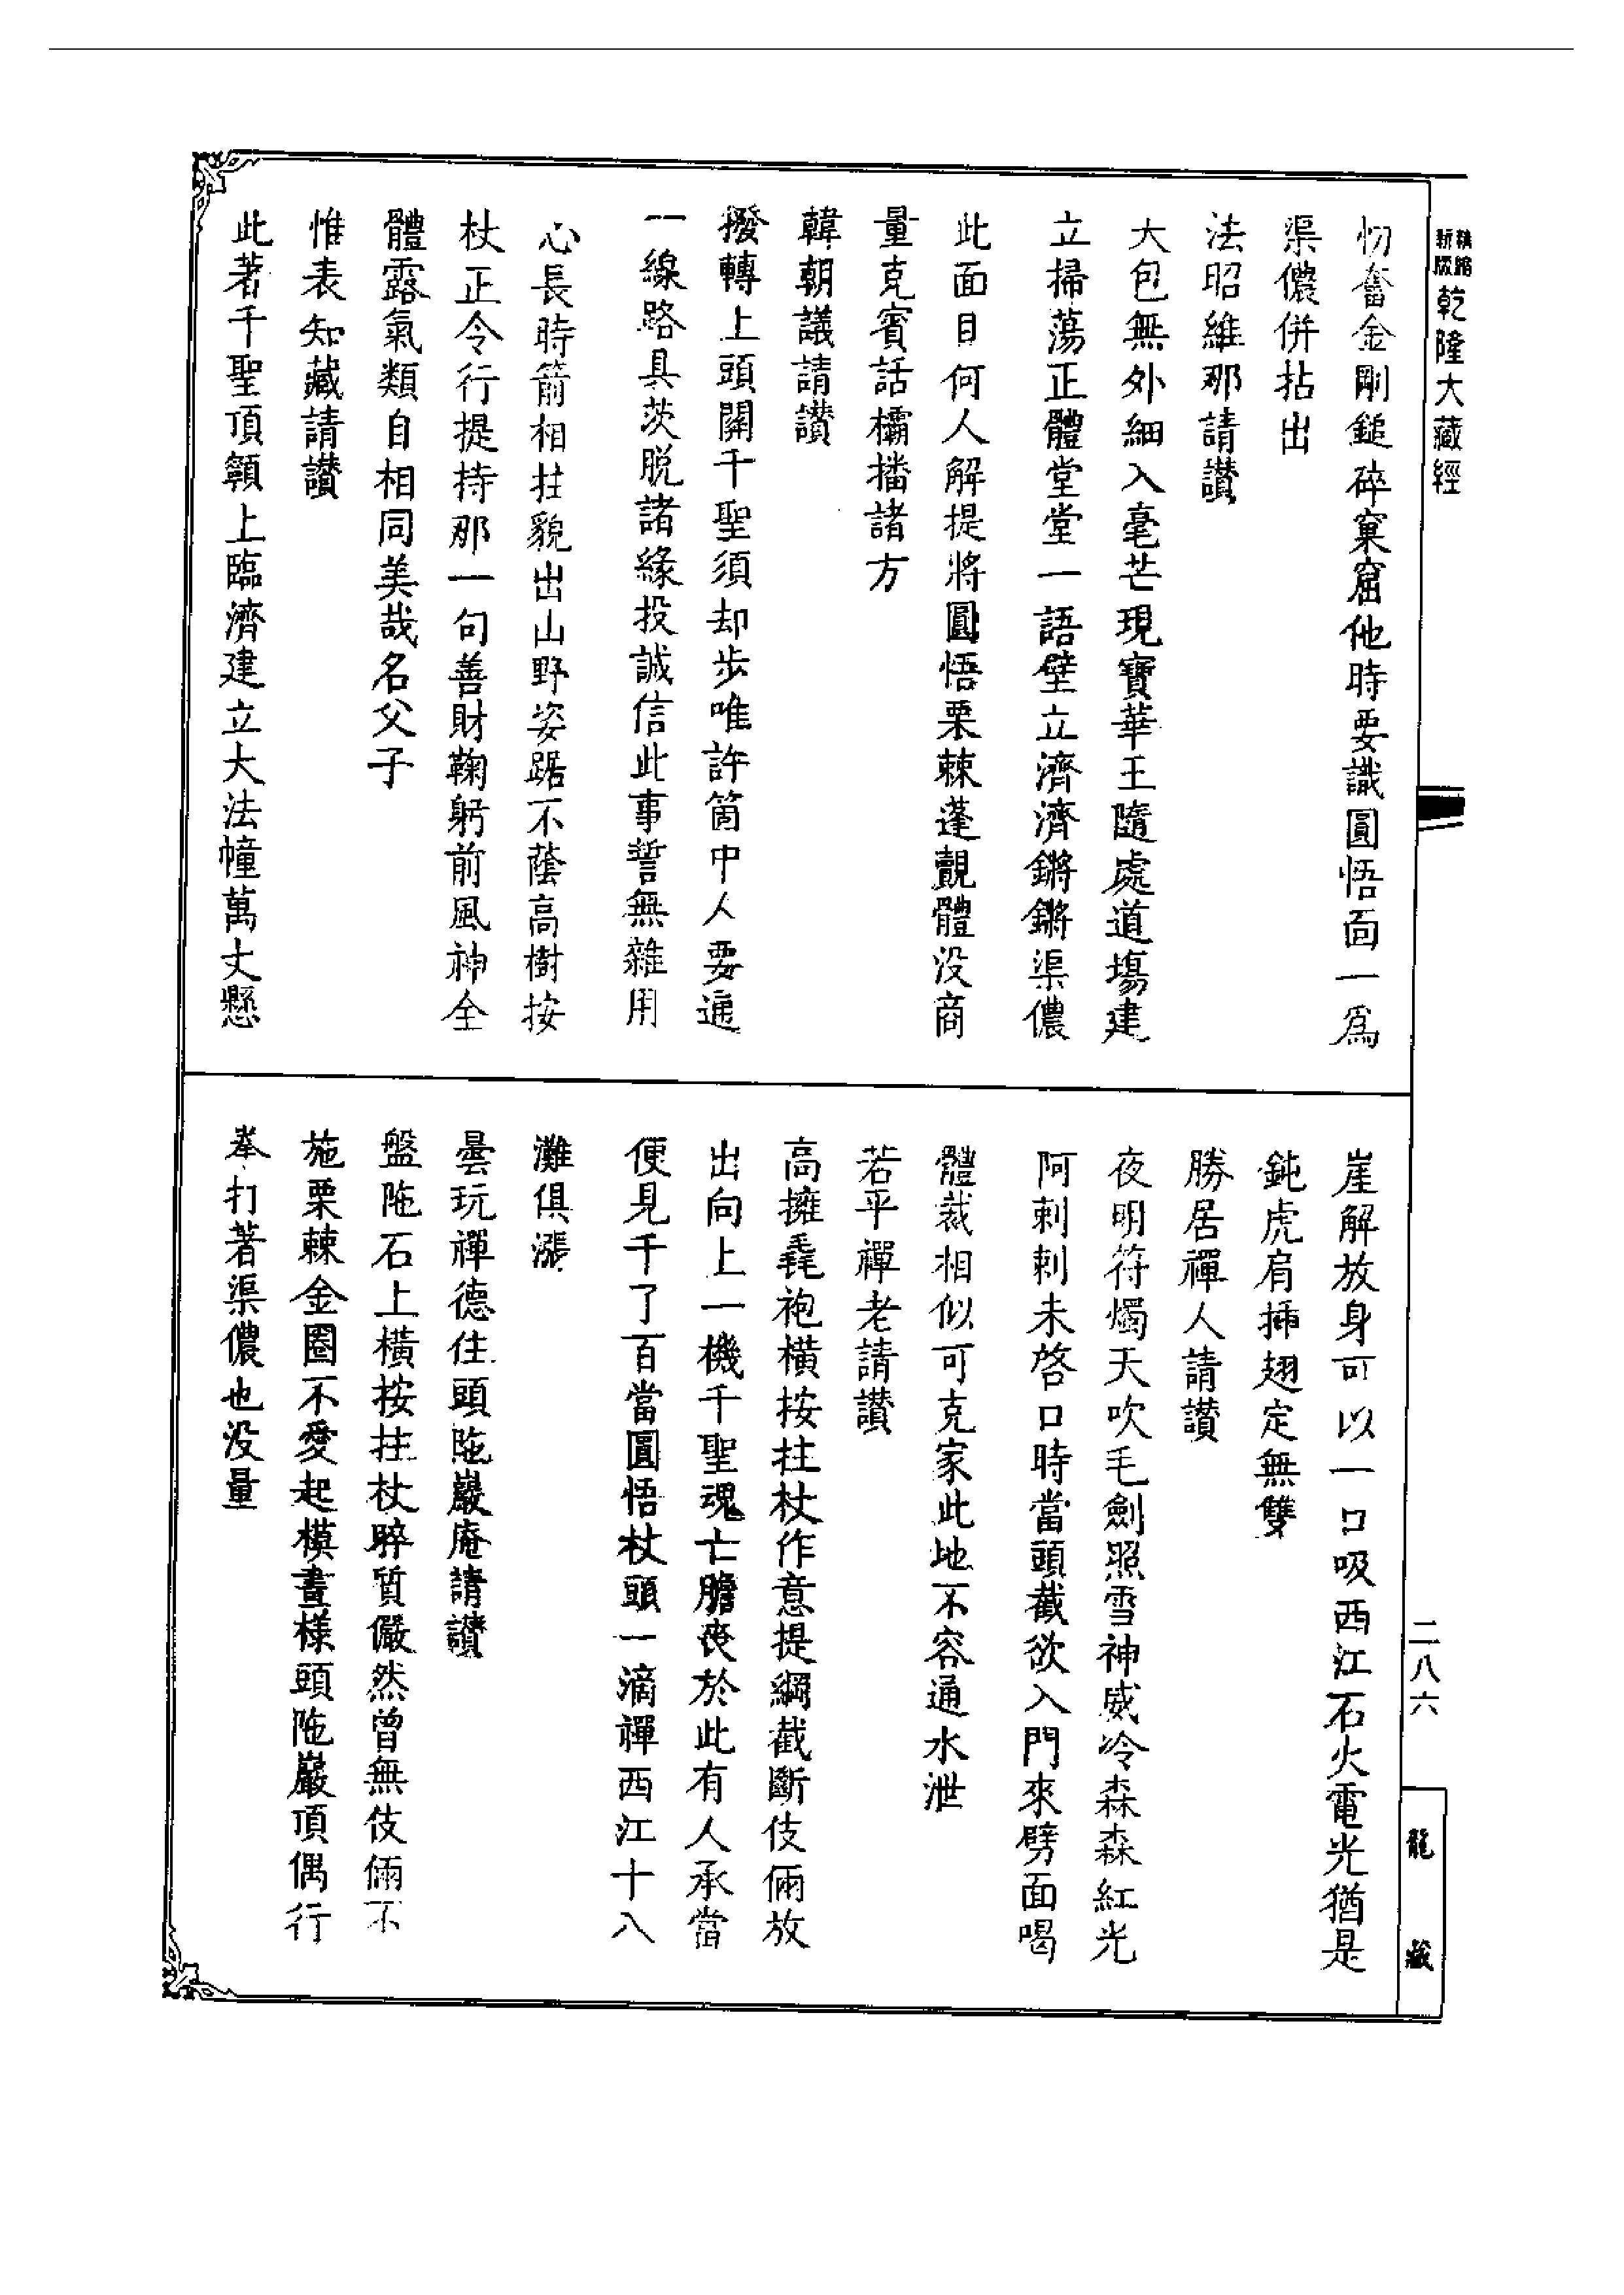 新版精縮乾隆大藏經
忉奮金剛鎚碎窠窟他時要識圓悟面一爲
渠儂併拈出
法昭維那請讚
大包無外細入毫芒現寶華王隨處道場建
立掃蕩正體堂堂一語壁立濟濟鏘鏘渠儂
此面目何人解提將圓悟栗棘蓬覿體没商
量克賓話欛播諸方
韓朝議請讚
撥轉上頭關千聖須却步唯許箇中人要通
一線路具茨脱諸緣投誠信此事誓無雜用
心長時箭相拄貌出山野姿踞不蔭高樹按
杖正令行提持那一句善財鞠躬前風神全
體露氣類自相同美哉名父子
惟表知藏請讚
此著千聖頂顙上臨濟建立大法幢萬丈懸
崖解放身可以一口吸西江石火電光猶是
鈍虎肩揷翅定無雙
勝居禪人請讚
夜明符燭天吹毛劍照雪神威冷森森紅光
阿剌剌未啓口時當頭截欲入門來劈面喝
體裁相似可克家此地不容通水泄
若平禪老請讚
高擁毳袍横按拄杖作意提綱截斷伎倆放
出向上一機千聖魂亡膽喪於此有人承當
便見千了百當圓悟杖頭一滴禪西江十八
灘俱漲
曇玩禪德住頭陁巖庵請讚
盤陁石上橫按拄杖晬質儼然曾無伎倆不
施栗棘金圈不愛起模畫様頭陁巖頂偶行
拳打著渠儂也没量
二八六
龍藏